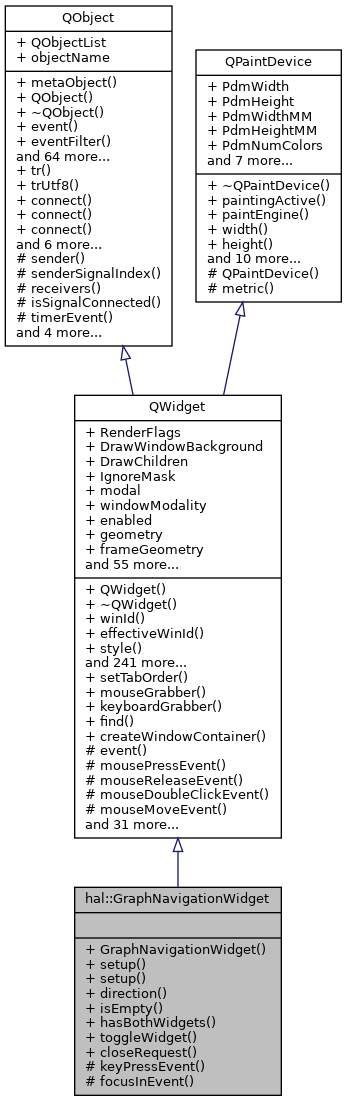 QObject
+ QObjectList
+ objectName
+ metaObject()
+ QObject()
+ ~QObject()
+ event()
+ eventFilter()
and 64 more...
+ tr()
+ trUtf8()
+ connect()
+ connect()
+ connect()
and 6 more...
# sender()
# senderSignalIndex()
# receivers()
# isSignalConnected()
# timerEvent()
and 4 more...
QPaintDevice
+ PdmWidth
+ PdmHeight
+ PdmWidthMM
+ PdmHeightMM
+ PdmNumColors
and 7 more...
+ ~QPaintDevice()
+ paintingActive()
+ paintEngine()
+ width()
+ height()
and 10 more...
# QPaintDevice()
# metric()
QWidget
+ RenderFlags
+ DrawWindowBackground
+ DrawChildren
+ IgnoreMask
+ modal
+ windowModality
+ enabled
+ geometry
+ frameGeometry
and 55 more...
+ QWidget()
+ ~QWidget()
+ winId()
+ effectiveWinId()
+ style()
and 241 more...
+ setTabOrder()
+ mouseGrabber()
+ keyboardGrabber()
+ find()
+ createWindowContainer()
# event()
# mousePressEvent()
# mouseReleaseEvent()
# mouseDoubleClickEvent()
# mouseMoveEvent()
and 31 more...
hal::GraphNavigationWidget
+ GraphNavigationWidget()
+ setup()
+ setup()
+ direction()
+ isEmpty()
+ hasBothWidgets()
+ toggleWidget()
+ closeRequest()
# keyPressEvent()
# focusInEvent()